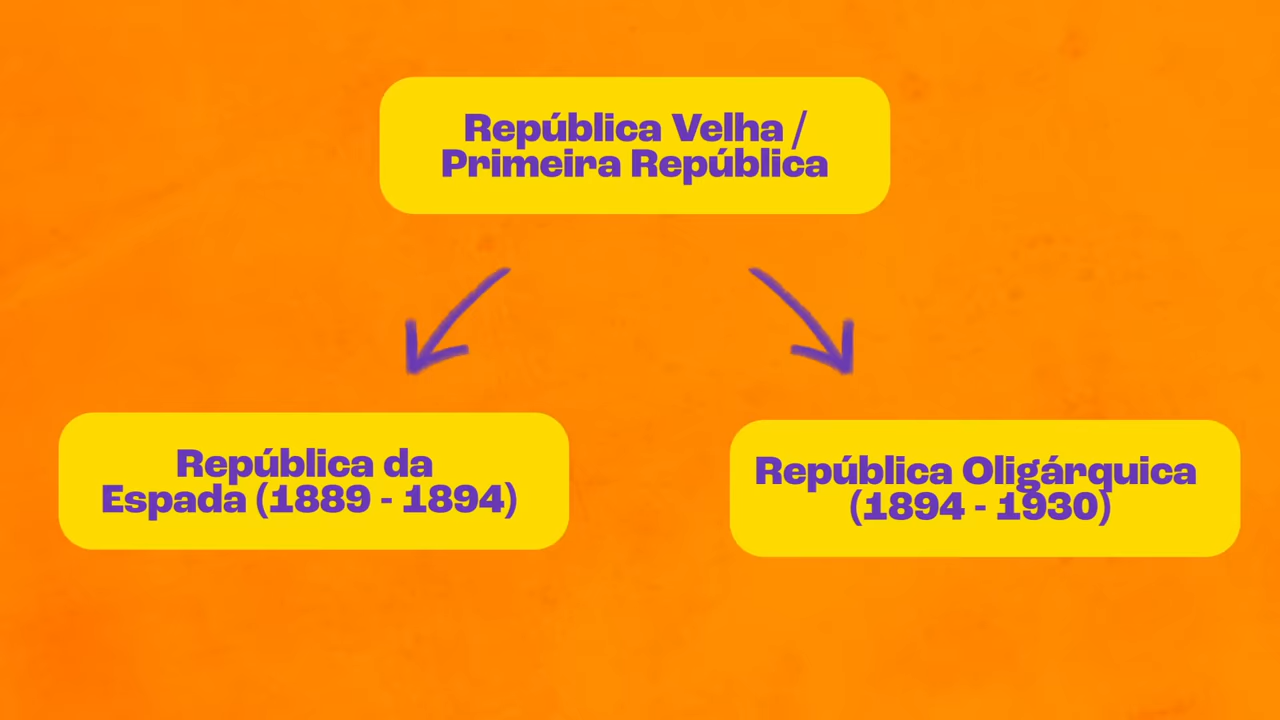 República Velha /
Primeira República
República da
Espada (1889 - 1894)
República Oligárquica
(1894 - 1930)